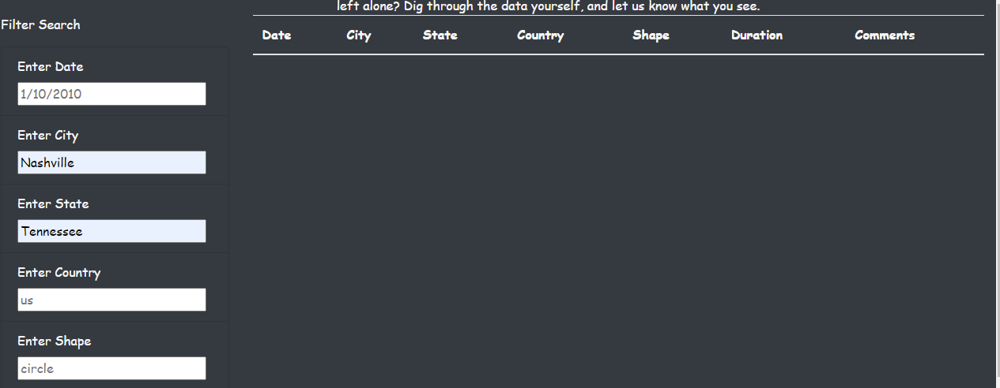 left alone? Dig through the data yourself, and let us know what you see.
Filter Search
Date City State Country Shape Duration Comments
Enter Date
1/10/2010
Enter City
Nashville
Enter State
Tennessee
Enter Country
us
Enter Shape
circle